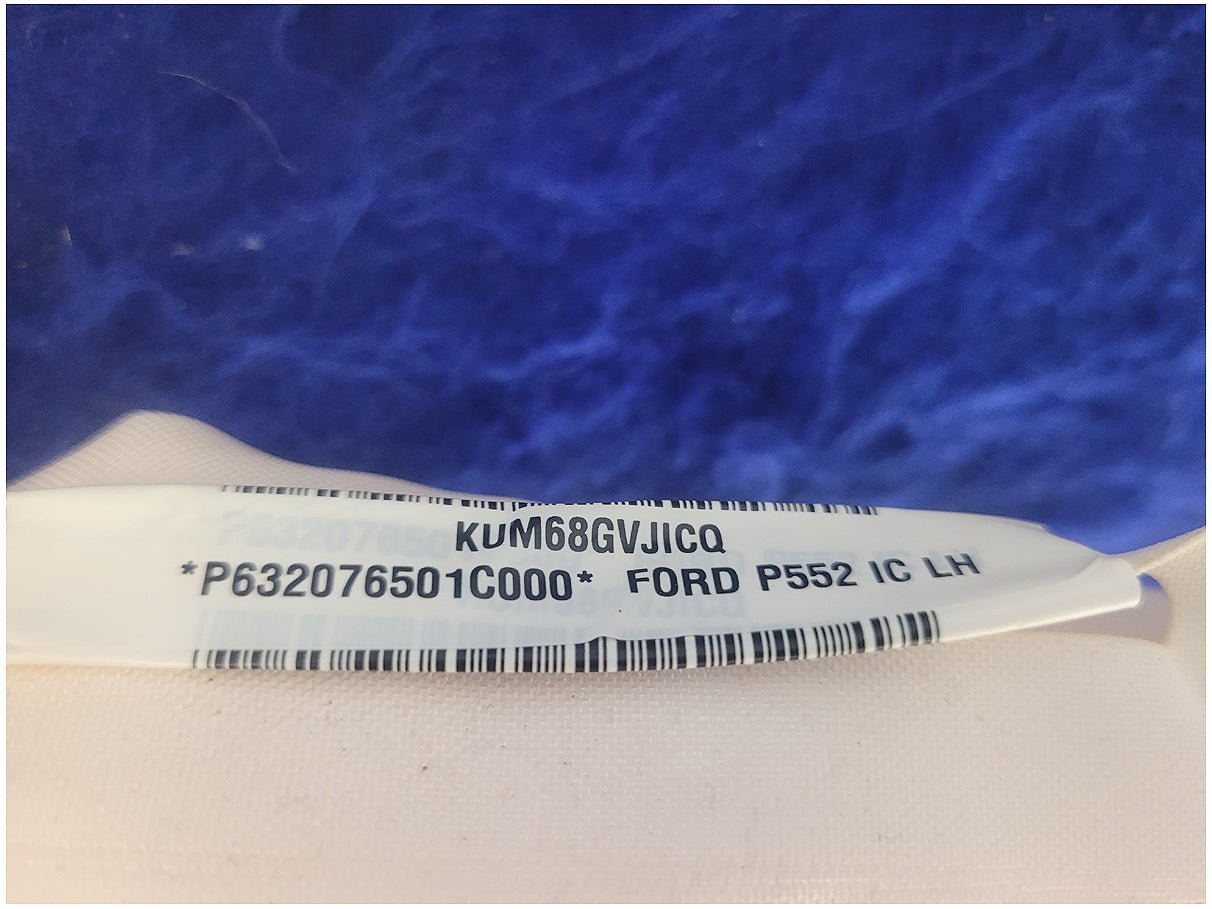 KUM68GVJICQ
*P632076501C000* FORD P552 IC LH